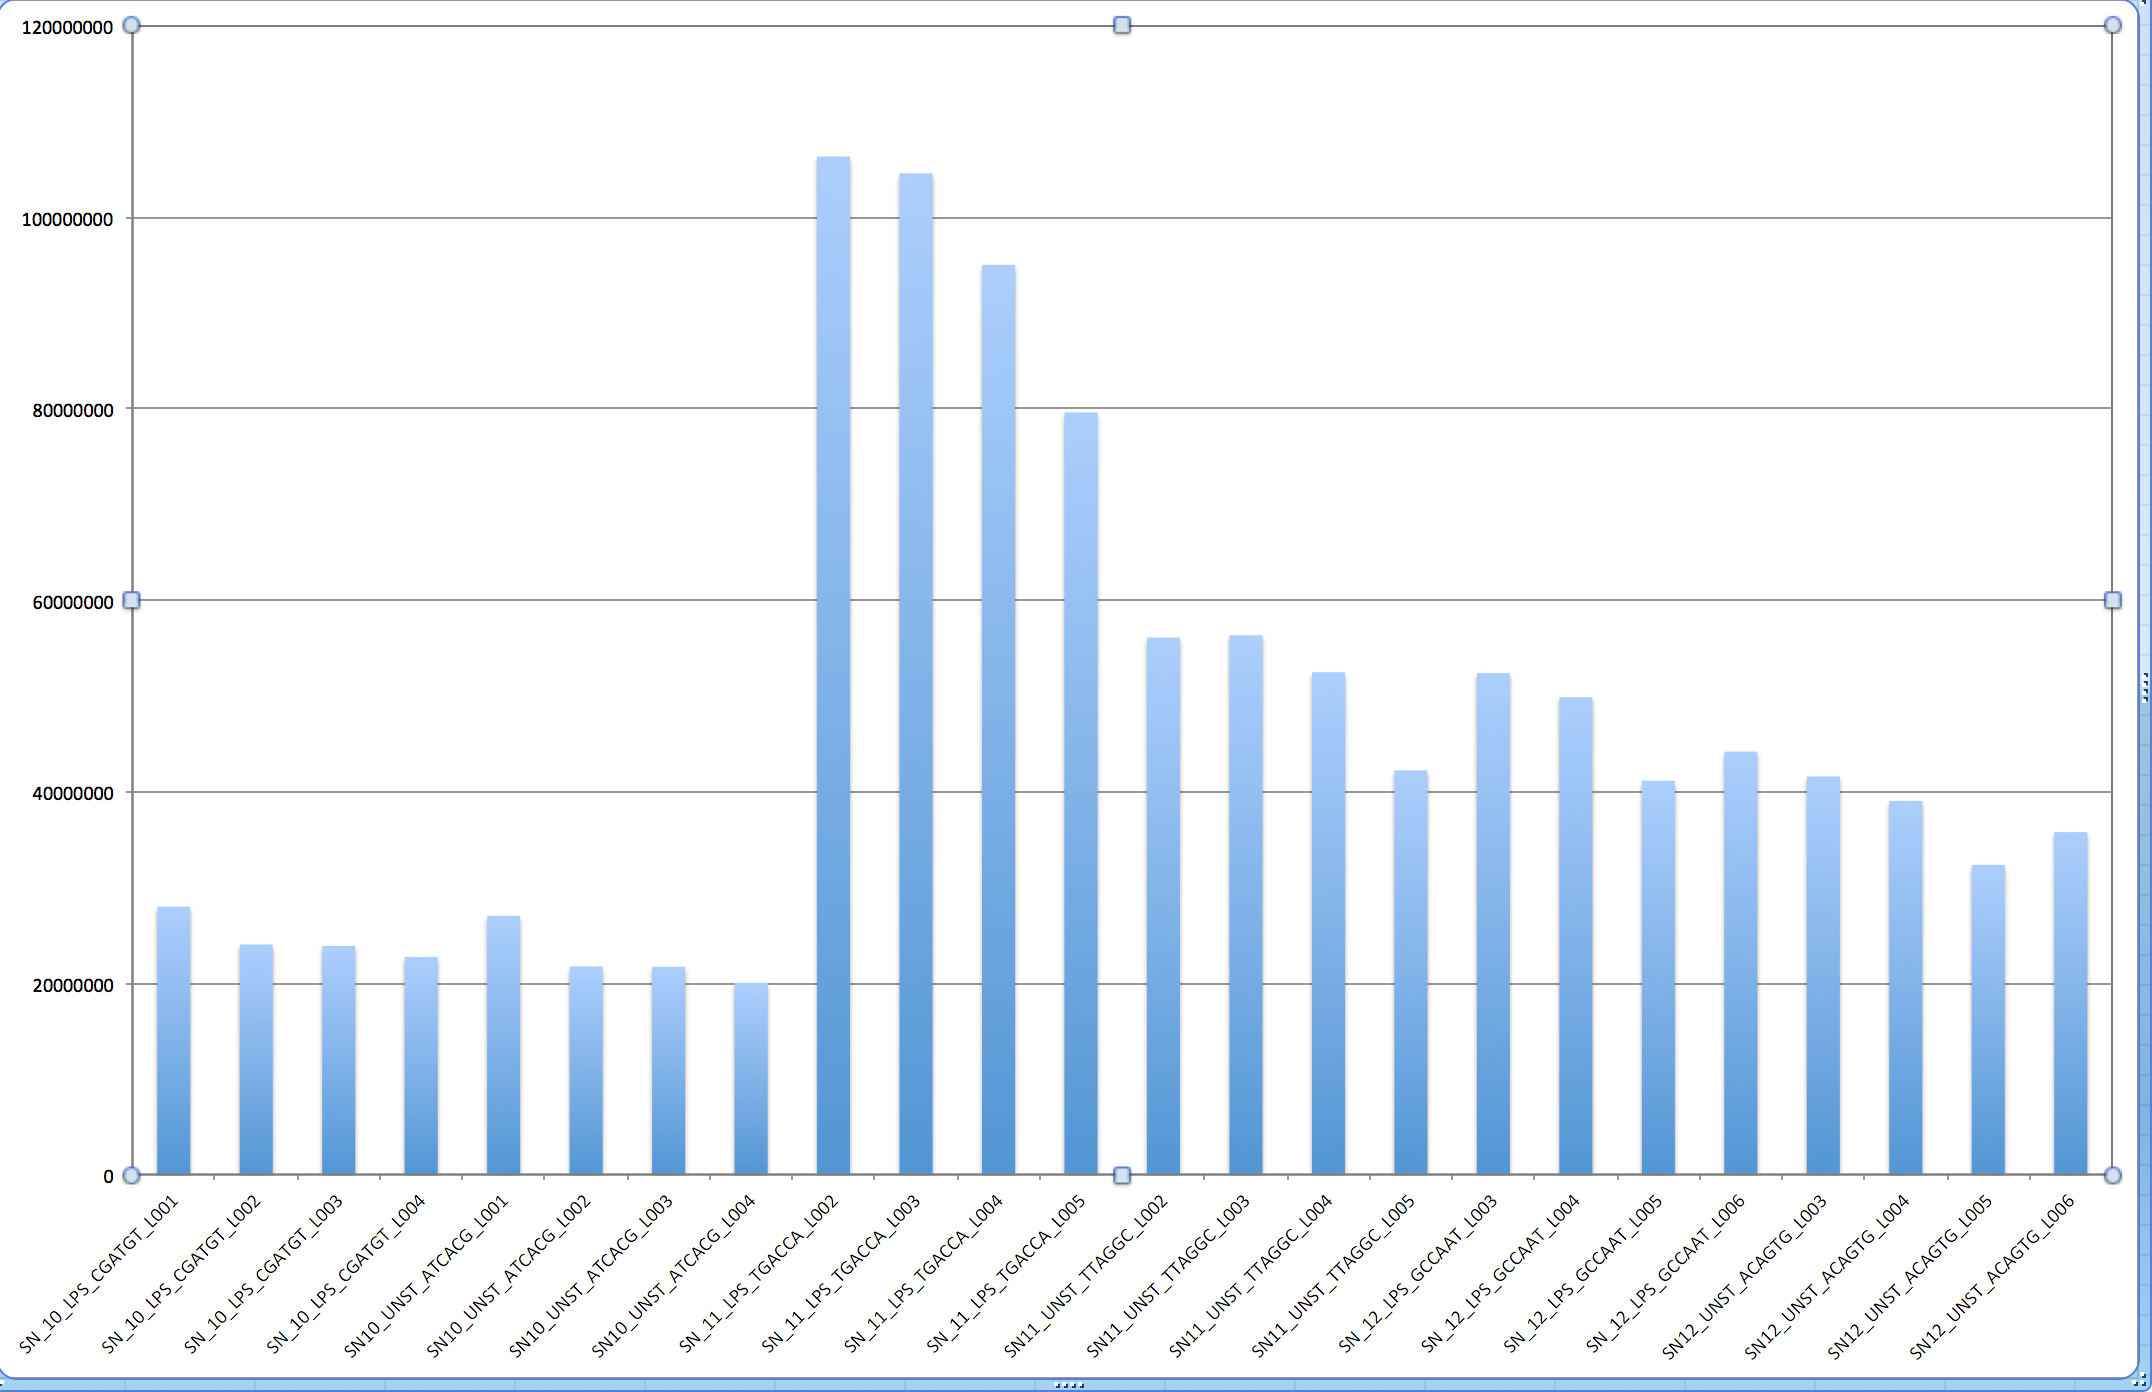 120000000
100000000
80000000
60000000
40000000
20000000
0
SN_10_LPS_CGATGT_L001
SN_10_LPS_CGATGT_L002
SN_10_LPS_CGATGT_L003
SN_10_LPS_CGATGT_L004
SN10_UNST_ATCACG_L001
SN10_UNST_ATCACG_L002
SN10_UNST_ATCACG_L003
SN10_UNST_ATCACG_L004
SN_11_LPS_TGACCA_L002
SN_11_LPS_TGACCA_L003
SN_11_LPS_TGACCA_L004
SN_11_LPS_TGACCA_L005
SN11_UNST_TTAGGC_L002
SN11_UNST_TTAGGC_L003
SN11_UNST_TTAGGC_L004
SN11_UNST_TTAGGC_L005
SN_12_LPS_GCCAAT_L003
SN_12_LPS_GCCAAT_L004
SN_12_LPS_GCCAAT_L005
SN_12_LPS_GCCAAT_L006
SN12_UNST_ACAGTG_L003
SN12_UNST_ACAGTG_L004
SN12_UNST_ACAGTG_L005
SN12_UNST_ACAGTG_L006